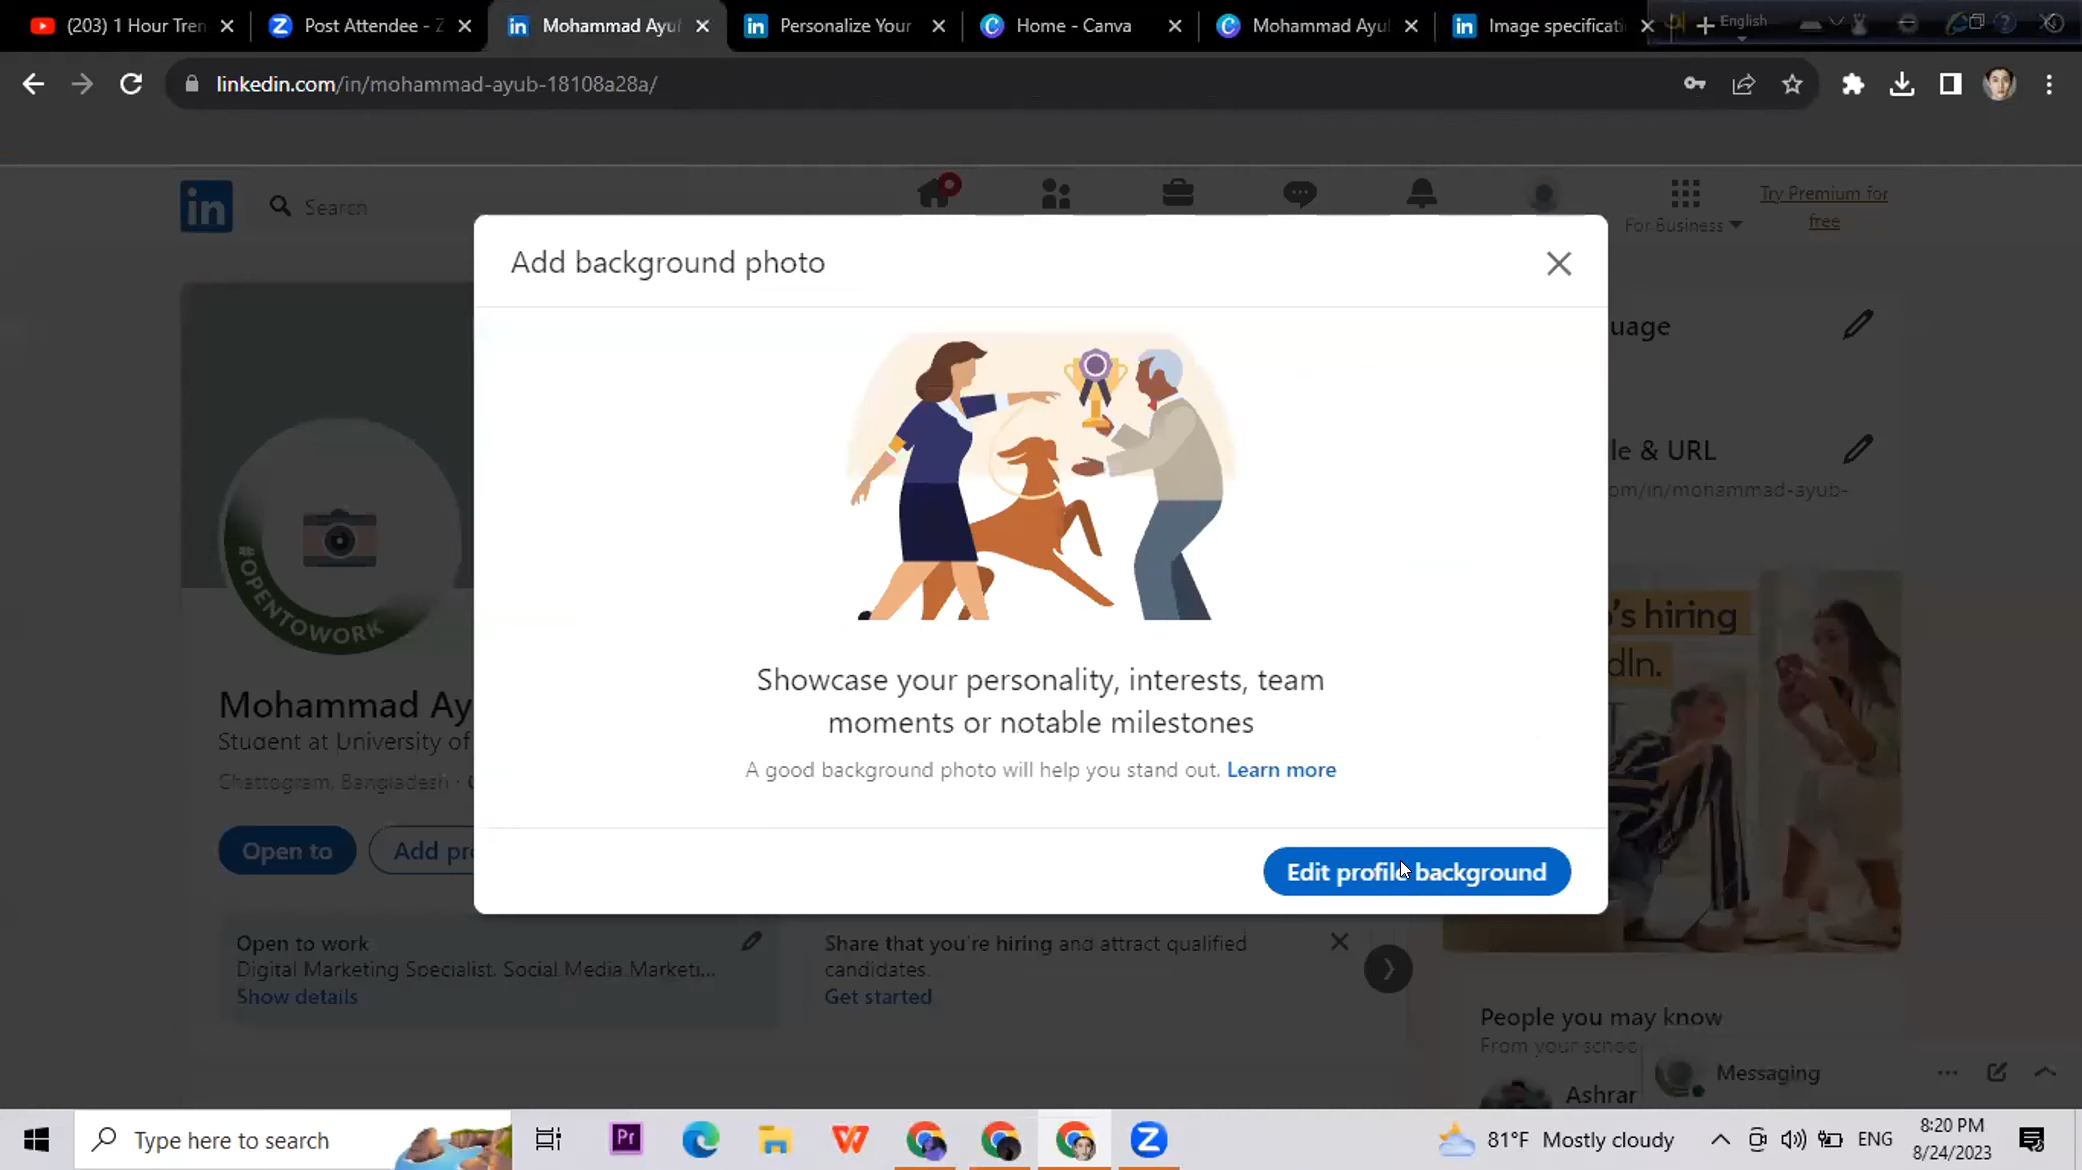 (203) 1 Hour Tren
Post Attendee - Z
Mohammad Ayu
Personalize Your
Home - Canva
Mohammad Ayu
Image specificati
English
linkedin.com/in/mohammad-ayub-18108a28a/
in
Search
For Business
Try Premium for
free
Add background photo
uage
le & URL
om/in/mohammad-ayub-
#OPENTOWORK
Showcase your personality, interests, team
moments or notable milestones
A good background photo will help you stand out. Learn more
Edit profile background
Mohammad Ay
Student at University of
Chattogram, Bangladesh · C
Open to
Add pr
's hiring
dIn.
Open to work
Digital Marketing Specialist, Social Media Marketi...
Show details
Share that you're hiring and attract qualified
candidates.
Get started
People you may know
From your schoo
Ashrar
Messaging
Type here to search
Pr
81°F Mostly cloudy
ENG
8:20 PM
8/24/2023